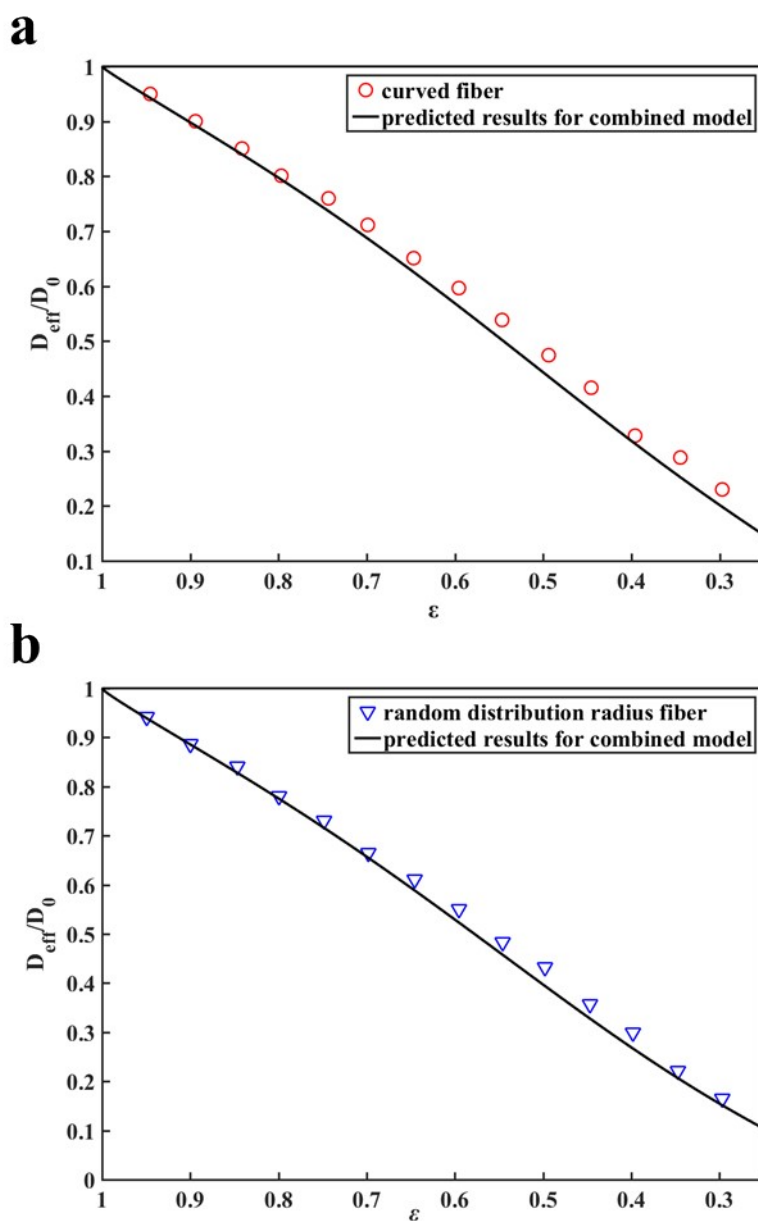 a
1
0.9
0.8
0.7
0.6
0.5
0.4
0.3
0.2
0.1
D_eff/D_0
curved fiber
predicted results for combined model
1 0.9 0.8 0.7 0.6 0.5 0.4 0.3
ε
b
1
0.9
0.8
0.7
0.6
0.5
0.4
0.3
0.2
0.1
0
D_eff/D_0
random distribution radius fiber
predicted results for combined model
1 0.9 0.8 0.7 0.6 0.5 0.4 0.3
ε